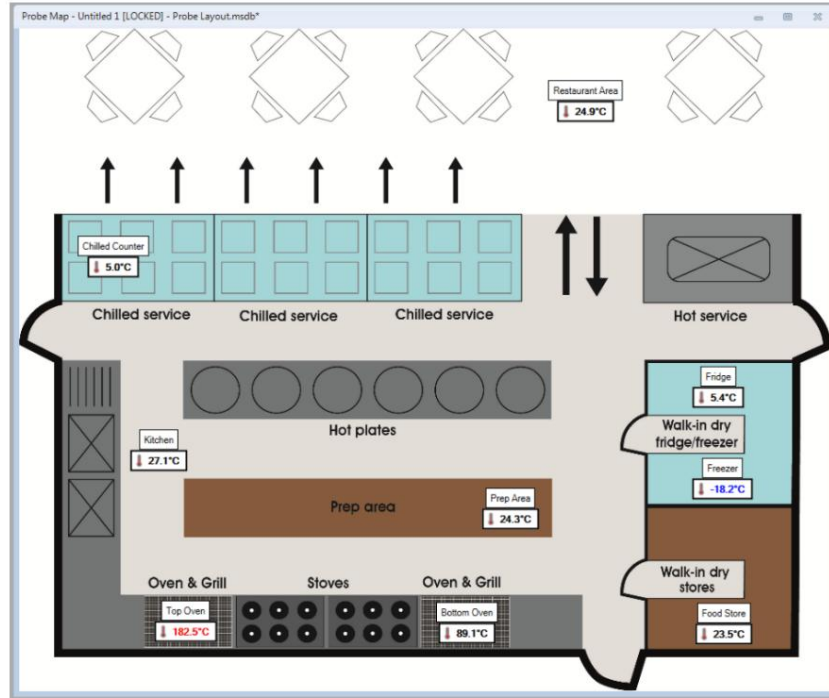 Probe Map - Untitled 1 [LOCKED] - Probe Layout.msdb*
Restaurant Area
24.9°C
Chilled Counter
5.0°C
Chilled service
Chilled service
Chilled service
Hot service
Fridge
5.4°C
Hot plates
Walk-in dry
fridge/freezer
Kitchen
27.1°C
Freezer
-18.2°C
Prep area
Prep Area
24.3°C
Walk-in dry
stores
Oven & Grill
Stoves
Oven & Grill
Top Oven
182.5°C
Bottom Oven
89.1°C
Food Store
23.5°C